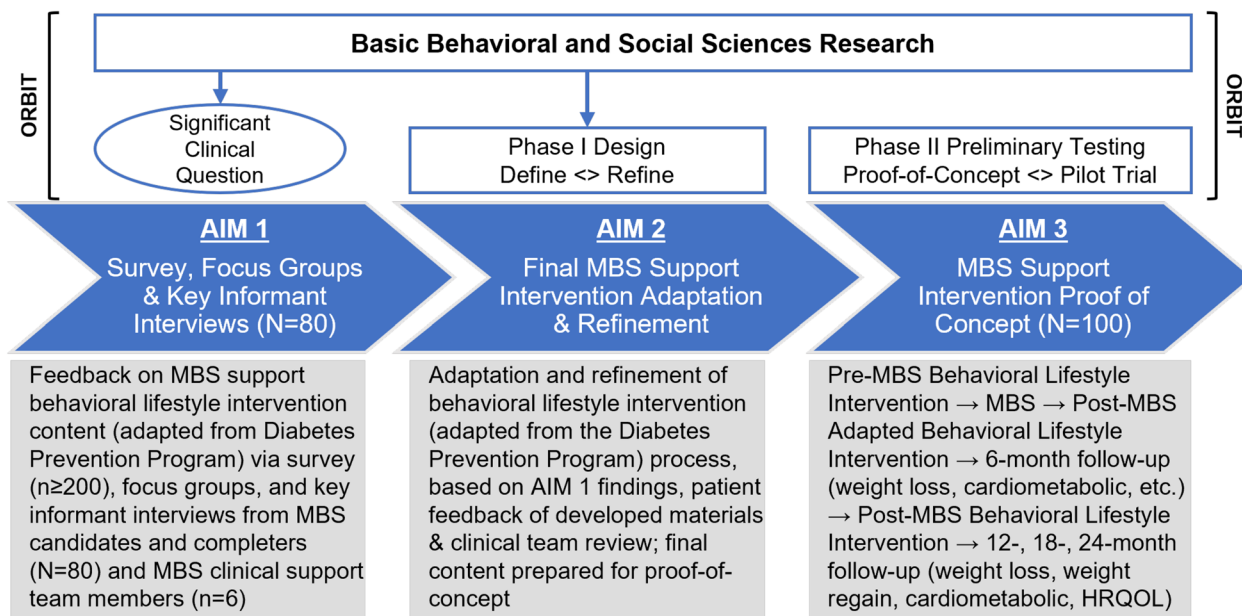 ORBIT
Basic Behavioral and Social Sciences Research
ORBIT
Significant
Clinical
Question
Phase I Design
Define <> Refine
Phase II Preliminary Testing
Proof-of-Concept <> Pilot Trial
AIM 1
Survey, Focus Groups
& Key Informant
Interviews (N=80)
AIM 2
Final MBS Support
Intervention Adaptation
& Refinement
AIM 3
MBS Support
Intervention Proof of
Concept (N=100)
Feedback on MBS support
behavioral lifestyle intervention
content (adapted from Diabetes
Prevention Program) via survey
(n≥200), focus groups, and key
informant interviews from MBS
candidates and completers
(N=80) and MBS clinical support
team members (n=6)
Adaptation and refinement of
behavioral lifestyle intervention
(adapted from the Diabetes
Prevention Program) process,
based on AIM 1 findings, patient
feedback of developed materials
& clinical team review; final
content prepared for proof-of-
concept
Pre-MBS Behavioral Lifestyle
Intervention → MBS → Post-MBS
Adapted Behavioral Lifestyle
Intervention → 6-month follow-up
(weight loss, cardiometabolic, etc.)
→ Post-MBS Behavioral Lifestyle
Intervention → 12-, 18-, 24-month
follow-up (weight loss, weight
regain, cardiometabolic, HRQOL)